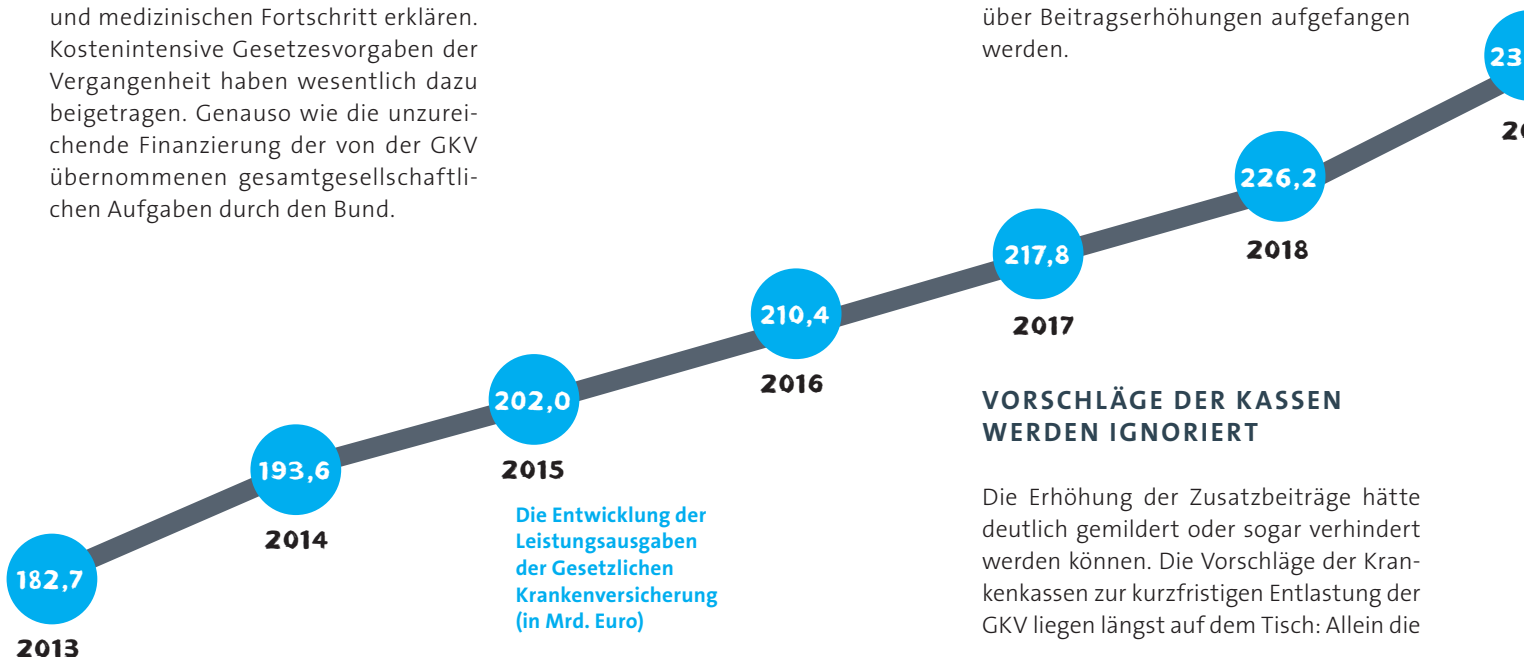 und medizinischen Fortschritt erklären.
Kostenintensive Gesetzesvorgaben der
Vergangenheit haben wesentlich dazu
beigetragen. Genauso wie die unzurei-
chende Finanzierung der von der GKV
übernommenen gesamtgesellschaftli-
chen Aufgaben durch den Bund.
über Beitragserhöhungen aufgefangen
werden.
182,7
2013
193,6
2014
202,0
2015
210,4
2016
217,8
2017
226,2
2018
Die Entwicklung der
Leistungsausgaben
der Gesetzlichen
Krankenversicherung
(in Mrd. Euro)
VORSCHLÄGE DER KASSEN
WERDEN IGNORIERT
Die Erhöhung der Zusatzbeiträge hätte
deutlich gemildert oder sogar verhindert
werden können. Die Vorschläge der Kran-
kenkassen zur kurzfristigen Entlastung der
GKV liegen längst auf dem Tisch: Allein die